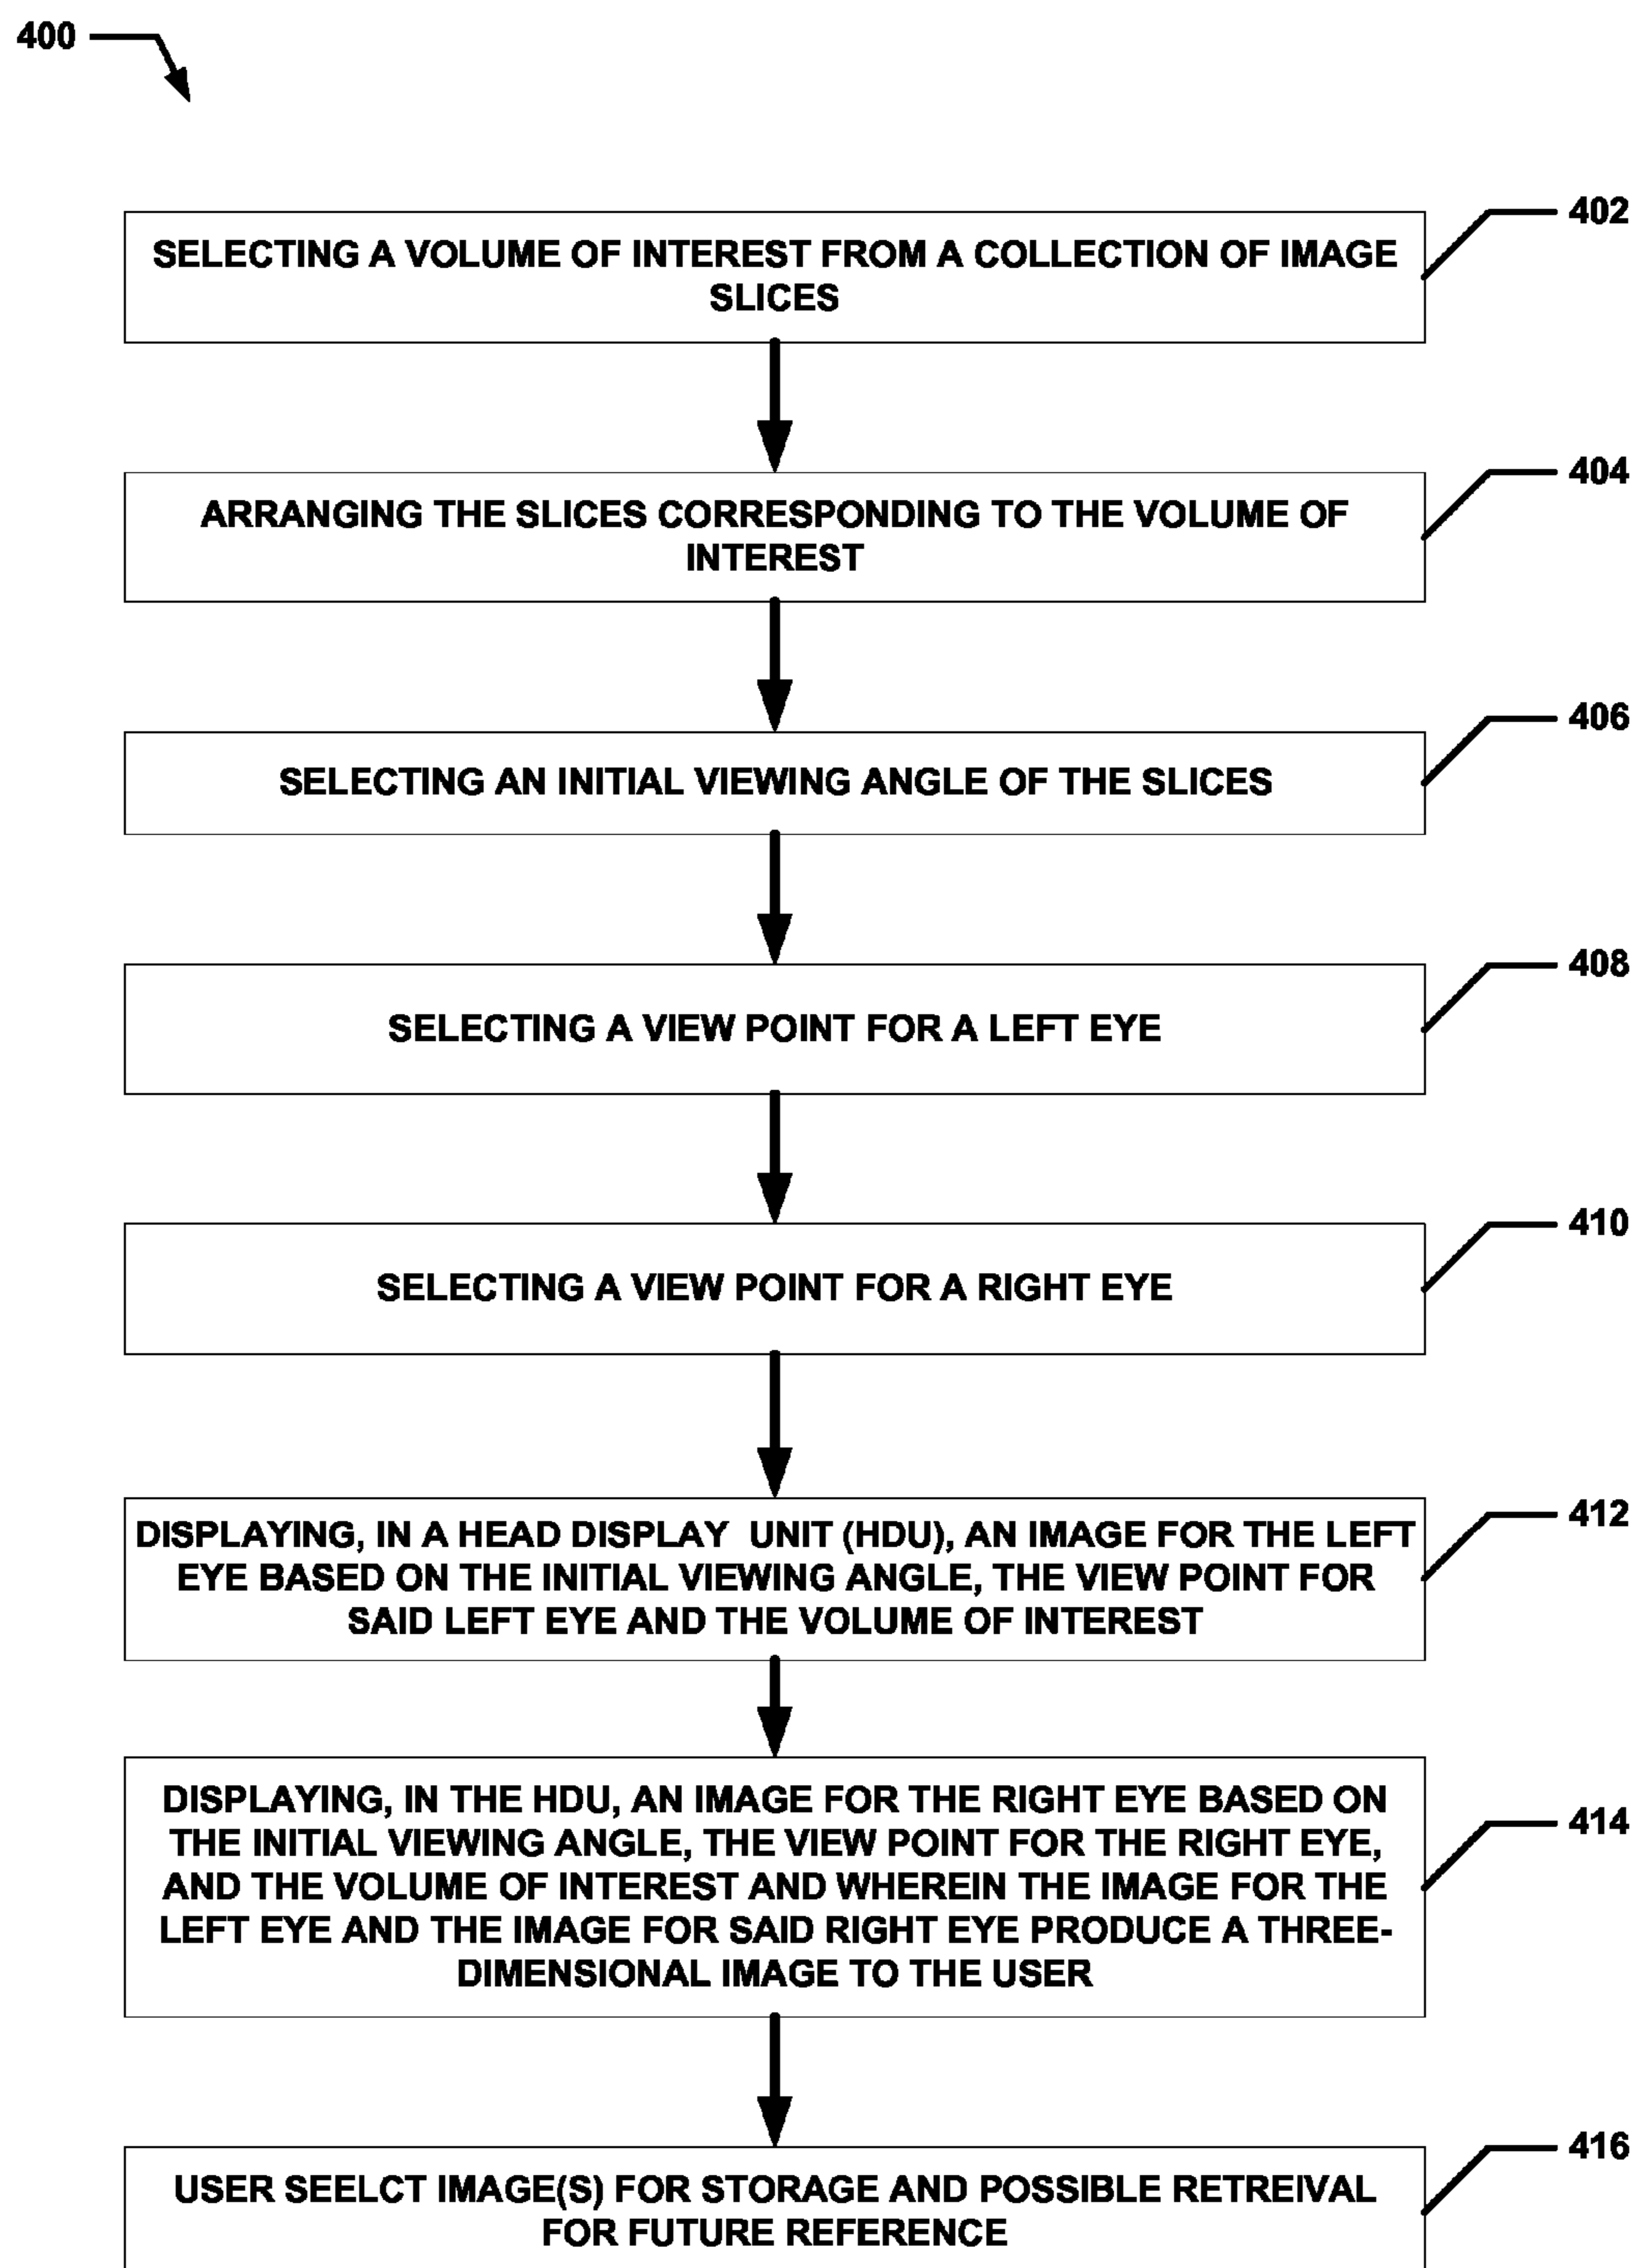 400
402
SELECTING A VOLUME OF INTEREST FROM A COLLECTION OF IMAGE
SLICES
404
ARRANGING THE SLICES CORRESPONDING TO THE VOLUME OF
INTEREST
406
SELECTING AN INITIAL VIEWING ANGLE OF THE SLICES
408
SELECTING A VIEW POINT FOR A LEFT EYE
410
SELECTING A VIEW POINT FOR A RIGHT EYE
412
DISPLAYING, IN A HEAD DISPLAY UNIT (HDU), AN IMAGE FOR THE LEFT
EYE BASED ON THE INITIAL VIEWING ANGLE, THE VIEW POINT FOR
SAID LEFT EYE AND THE VOLUME OF INTEREST
414
DISPLAYING, IN THE HDU, AN IMAGE FOR THE RIGHT EYE BASED ON
THE INITIAL VIEWING ANGLE, THE VIEW POINT FOR THE RIGHT EYE,
AND THE VOLUME OF INTEREST AND WHEREIN THE IMAGE FOR THE
LEFT EYE AND THE IMAGE FOR SAID RIGHT EYE PRODUCE A THREE-
DIMENSIONAL IMAGE TO THE USER
416
USER SEELCT IMAGE(S) FOR STORAGE AND POSSIBLE RETREIVAL
FOR FUTURE REFERENCE